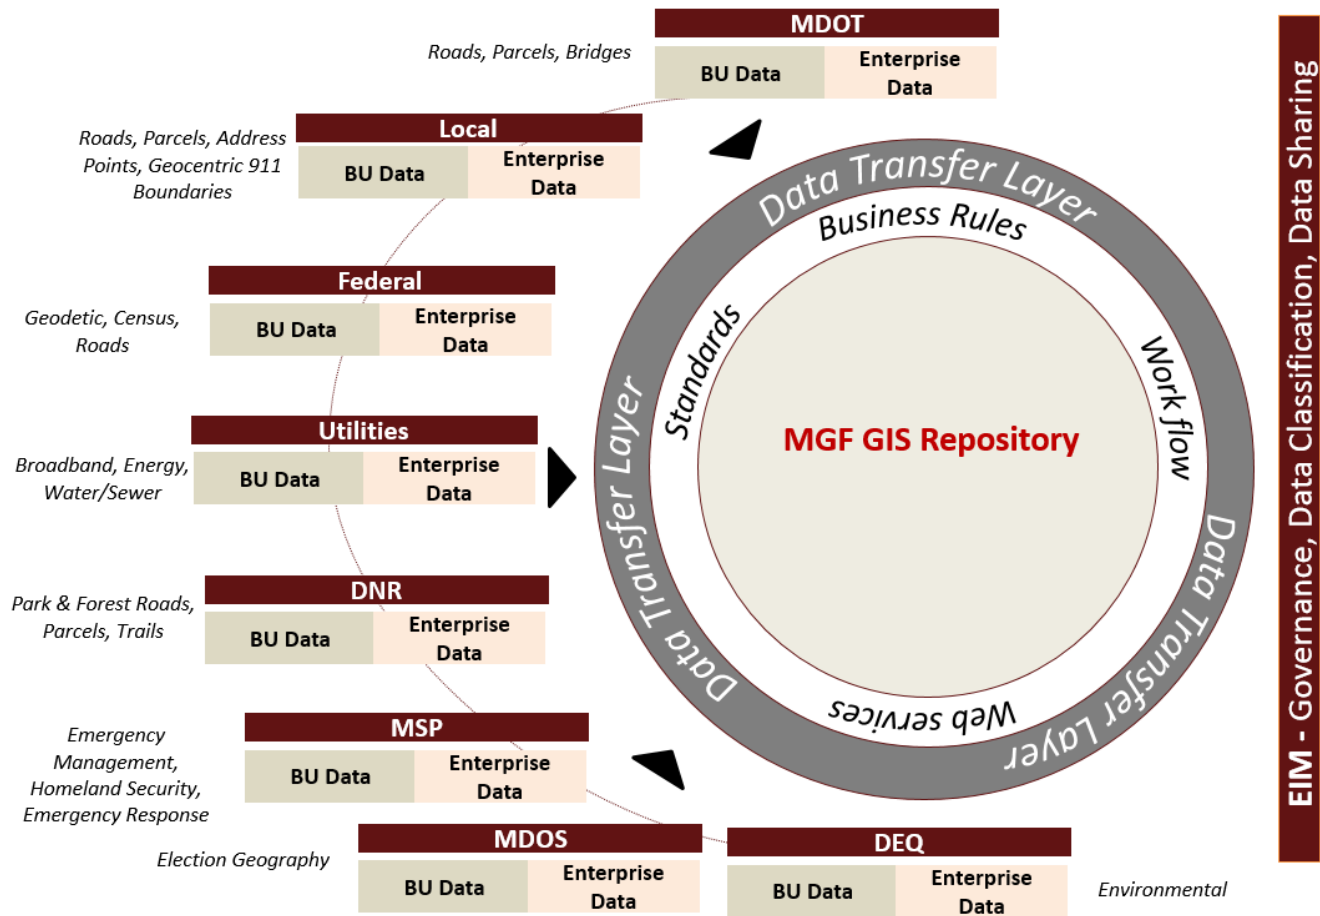 MDOT
Roads, Parcels, Bridges
BU Data
Enterprise
Data
Local
Roads, Parcels, Address
Points, Geocentric 911
Boundaries
BU Data
Enterprise
Data
Federal
Geodetic, Census,
Roads
BU Data
Enterprise
Data
Utilities
Broadband, Energy,
Water/Sewer
BU Data
Enterprise
Data
DNR
Park & Forest Roads,
Parcels, Trails
BU Data
Enterprise
Data
MSP
Emergency
Management,
Homeland Security,
Emergency Response
BU Data
Enterprise
Data
MDOS
Election Geography
BU Data
Enterprise
Data
DEQ
BU Data
Enterprise
Data
Environmental
Data Transfer Layer
Data Transfer Layer
Data Transfer Layer
Business Rules
Standards
Work flow
Web services
MGF GIS Repository
EIM - Governance, Data Classification, Data Sharing